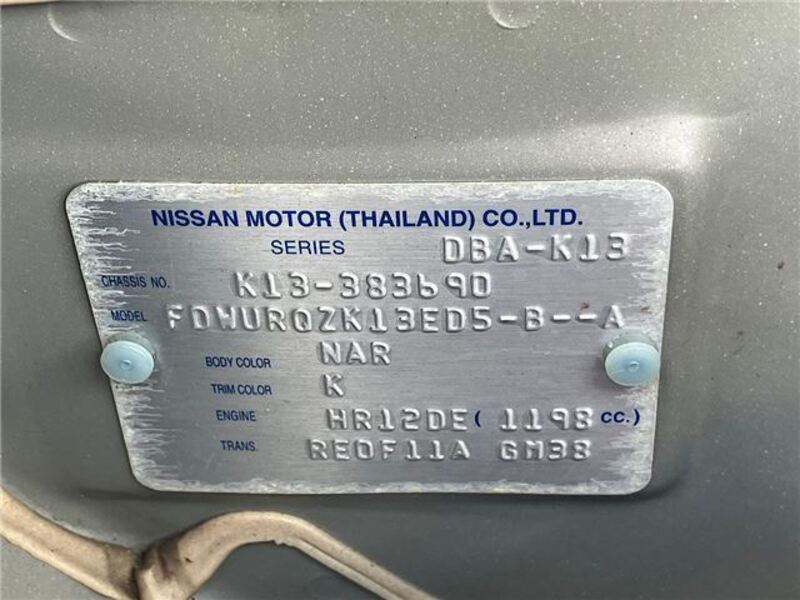 NISSAN MOTOR (THAILAND) CO.,LTD.
SERIES DBA-K13
CHASSIS NO. K13-383690
MODEL FDWURQZK13ED5-B--A
BODY COLOR NAR
TRIM COLOR K
ENGINE HR12DE ( 1198 CC.)
TRANS. RE0F11A GM38